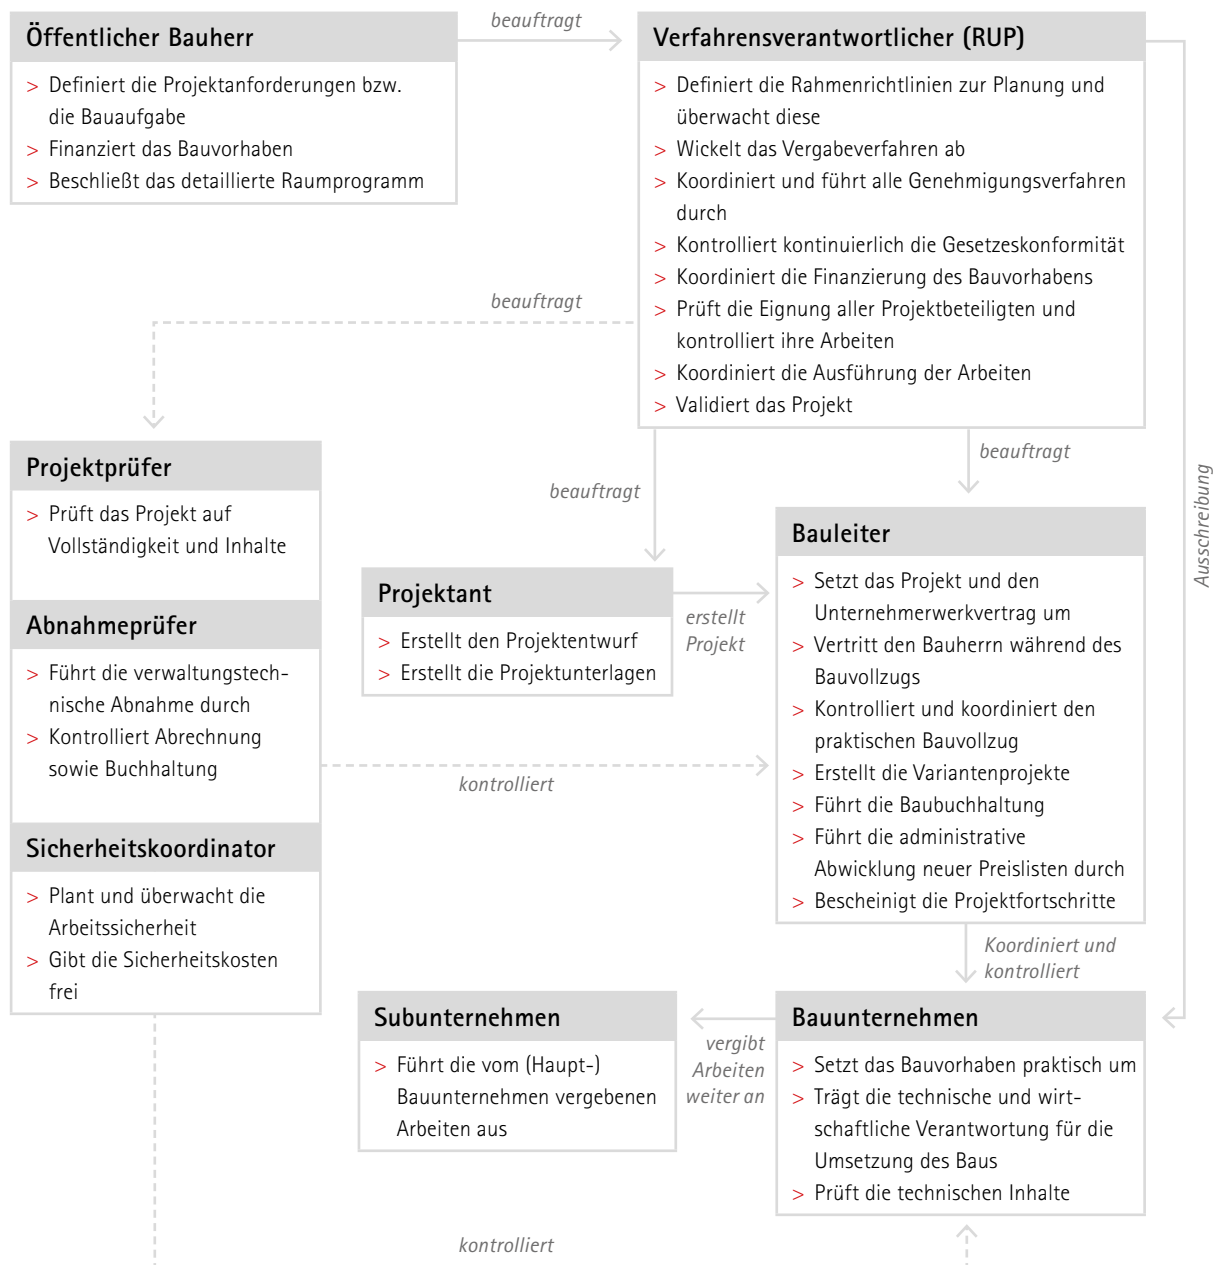 beauftragt
Öffentlicher Bauherr
> Definiert die Projektanforderungen bzw.
die Bauaufgabe
> Finanziert das Bauvorhaben
> Beschließt das detaillierte Raumprogramm
Verfahrensverantwortlicher (RUP)
> Definiert die Rahmenrichtlinien zur Planung und
überwacht diese
> Wickelt das Vergabeverfahren ab
> Koordiniert und führt alle Genehmigungsverfahren
durch
> Kontrolliert kontinuierlich die Gesetzeskonformität
> Koordiniert die Finanzierung des Bauvorhabens
> Prüft die Eignung aller Projektbeteiligten und
kontrolliert ihre Arbeiten
> Koordiniert die Ausführung der Arbeiten
> Validiert das Projekt
beauftragt
beauftragt
beauftragt
Ausschreibung
Projektprüfer
> Prüft das Projekt auf
Vollständigkeit und Inhalte
Abnahmeprüfer
> Führt die verwaltungstech-
nische Abnahme durch
> Kontrolliert Abrechnung
sowie Buchhaltung
Sicherheitskoordinator
> Plant und überwacht die
Arbeitssicherheit
> Gibt die Sicherheitskosten
frei
Projektant
> Erstellt den Projektentwurf
> Erstellt die Projektunterlagen
erstellt
Projekt
kontrolliert
Bauleiter
> Setzt das Projekt und den
Unternehmerwerkvertrag um
> Vertritt den Bauherrn während des
Bauvollzugs
> Kontrolliert und koordiniert den
praktischen Bauvollzug
> Erstellt die Variantenprojekte
> Führt die Baubuchhaltung
> Führt die administrative
Abwicklung neuer Preislisten durch
> Bescheinigt die Projektfortschritte
Koordiniert und
kontrolliert
Subunternehmen
> Führt die vom (Haupt-)
Bauunternehmen vergebenen
Arbeiten aus
vergibt
Arbeiten
weiter an
Bauunternehmen
> Setzt das Bauvorhaben praktisch um
> Trägt die technische und wirt-
schaftliche Verantwortung für die
Umsetzung des Baus
> Prüft die technischen Inhalte
kontrolliert